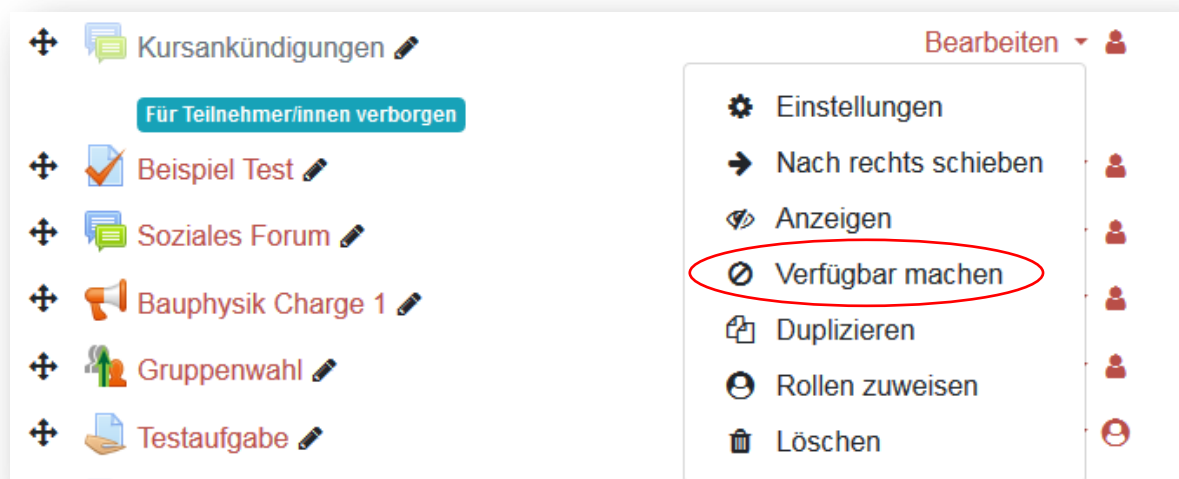 Kursankündigungen
Bearbeiten
Für Teilnehmer/innen verborgen
Einstellungen
Nach rechts schieben
Anzeigen
Verfügbar machen
Duplizieren
Rollen zuweisen
Löschen
Beispiel Test
Soziales Forum
Bauphysik Charge 1
Gruppenwahl
Testaufgabe